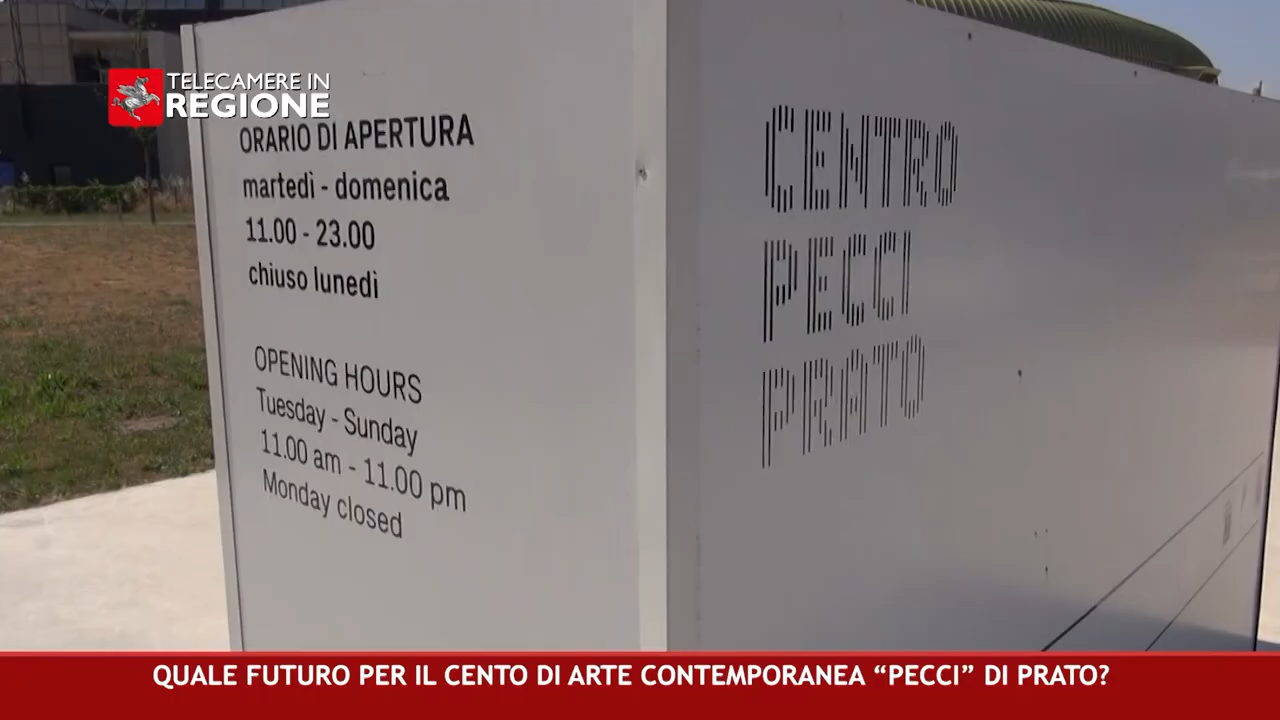 TELECAMERE IN
REGIONE
ORARIO DI APERTURA
martedì - domenica
11.00 - 23.00
chiuso lunedì
OPENING HOURS
Tuesday - Sunday
11.00 am - 11.00 pm
Monday closed
CENTRO
PECCI
PRATO
QUALE FUTURO PER IL CENTO DI ARTE CONTEMPORANEA “PECCI” DI PRATO?